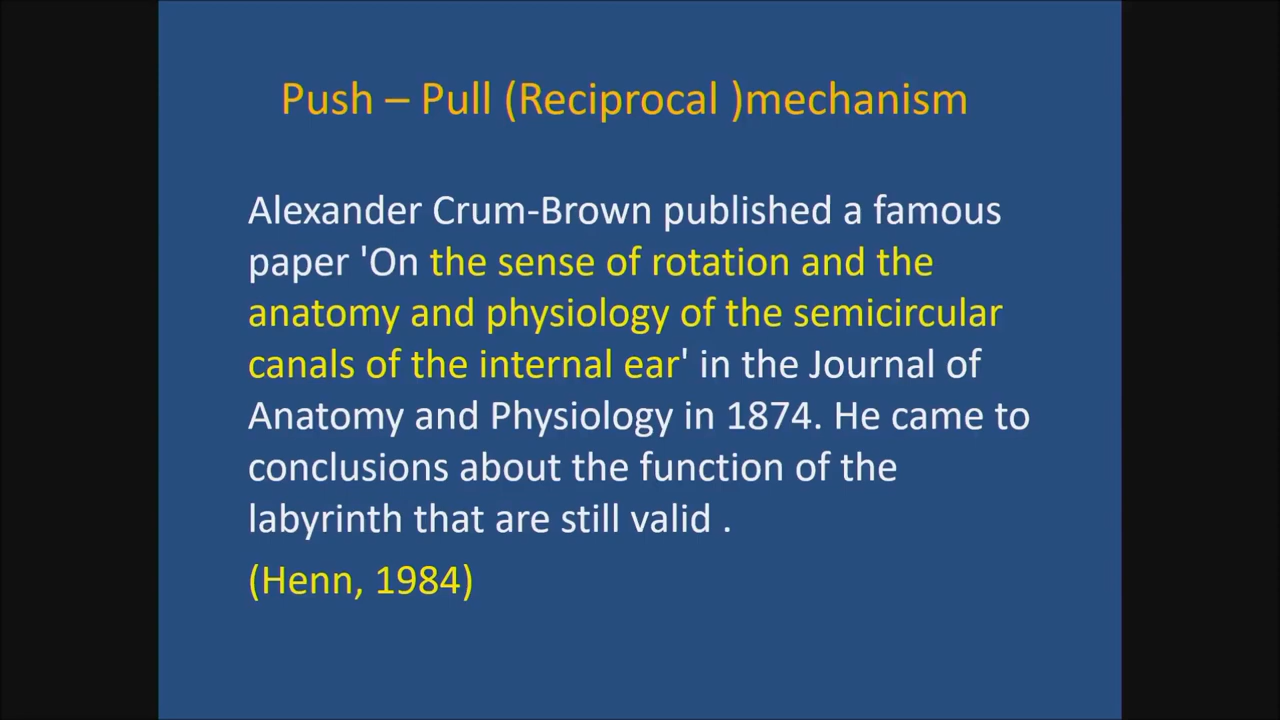 Push – Pull (Reciprocal )mechanism
Alexander Crum-Brown published a famous
paper 'On the sense of rotation and the
anatomy and physiology of the semicircular
canals of the internal ear' in the Journal of
Anatomy and Physiology in 1874. He came to
conclusions about the function of the
labyrinth that are still valid .
(Henn, 1984)